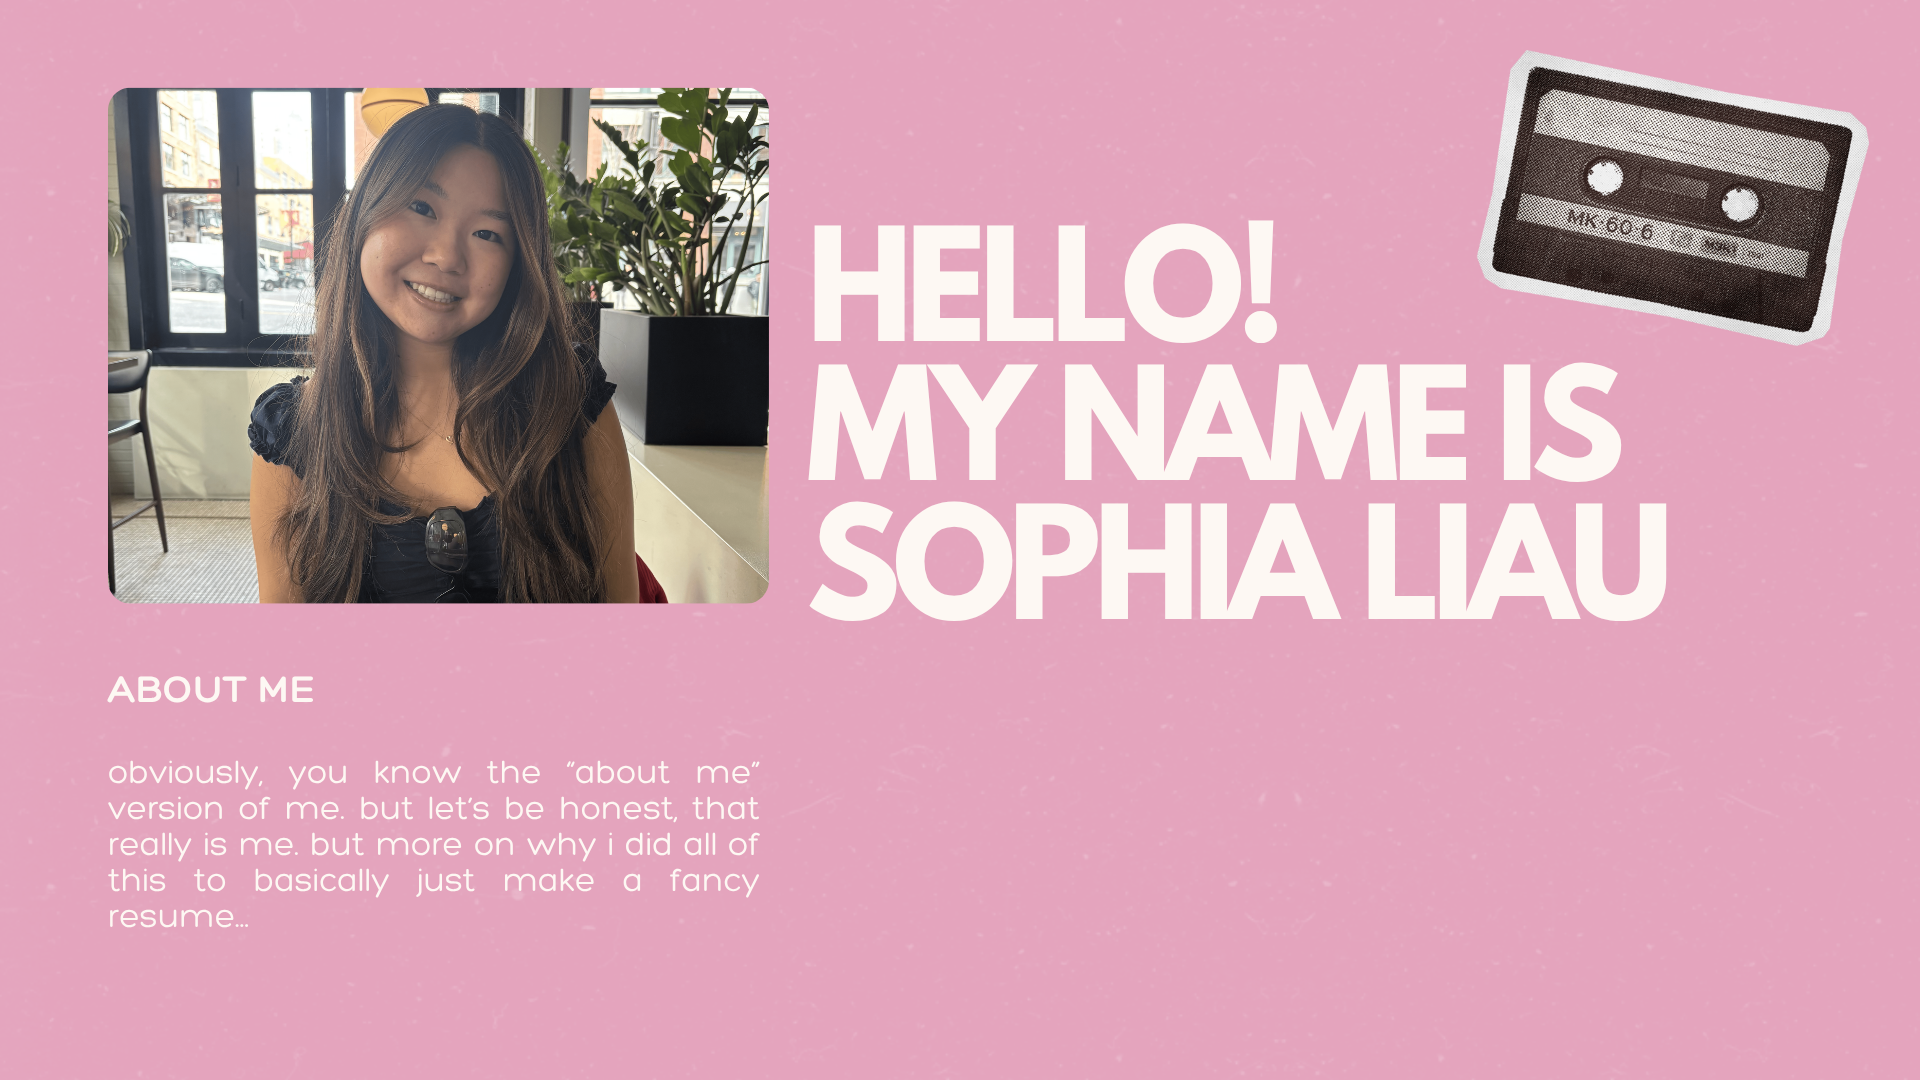 HELLO!
MY NAME IS
SOPHIA LIAU
MK-60 6
ABOUT ME
obviously, you know the “about me”
version of me. but let’s be honest, that
really is me. but more on why i did all of
this to basically just make a fancy
resume...